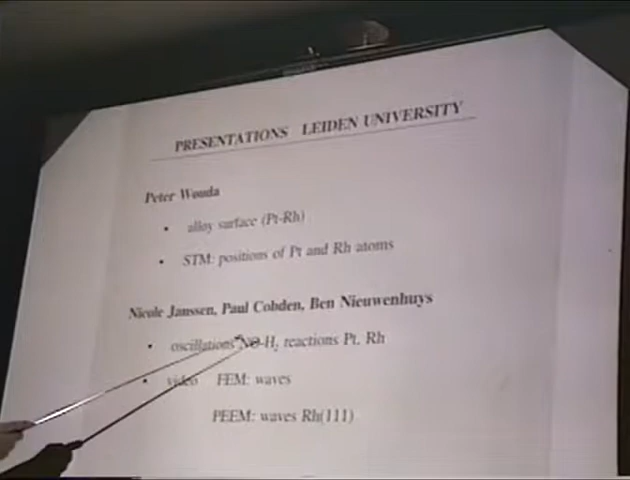 PRESENTATIONS LEIDEN UNIVERSITY
Peter Wouda
• alloy surface (Pt-Rh)
• STM: positions of Pt and Rh atoms
Nicole Janssen, Paul Cobden, Ben Nieuwenhuys
• oscillations NO-H₂ reactions Pt, Rh
• video FEM: waves
PEEM: waves Rh(111)